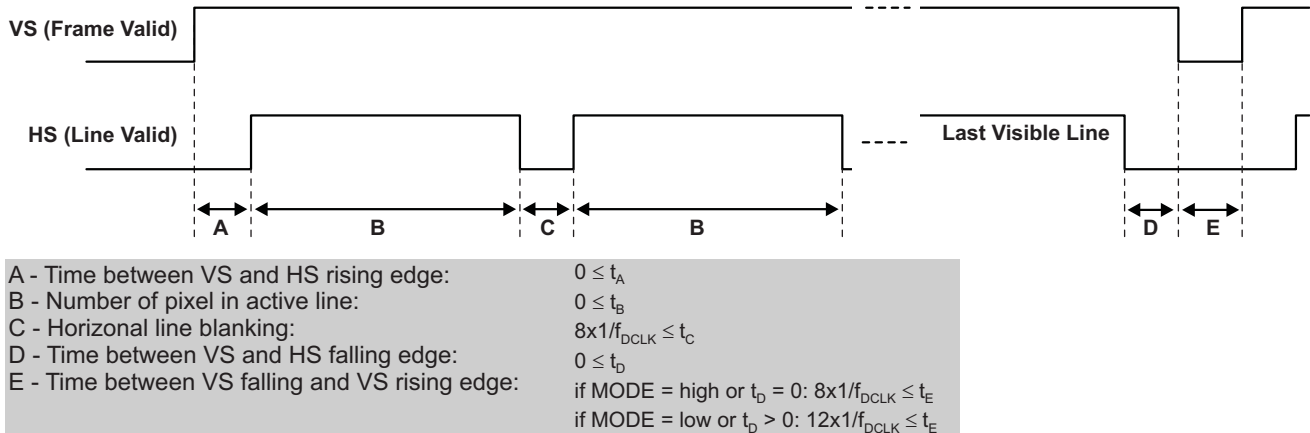 VS (Frame Valid)
HS (Line Valid)
Last Visible Line
A B C B D E
A - Time between VS and HS rising edge: 0 ≤ tA
B - Number of pixel in active line: 0 ≤ tB
C - Horizonal line blanking: 8x1/fDCLK ≤ tC
D - Time between VS and HS falling edge: 0 ≤ tD
E - Time between VS falling and VS rising edge: if MODE = high or tD = 0: 8x1/fDCLK ≤ tE
if MODE = low or tD > 0: 12x1/fDCLK ≤ tE